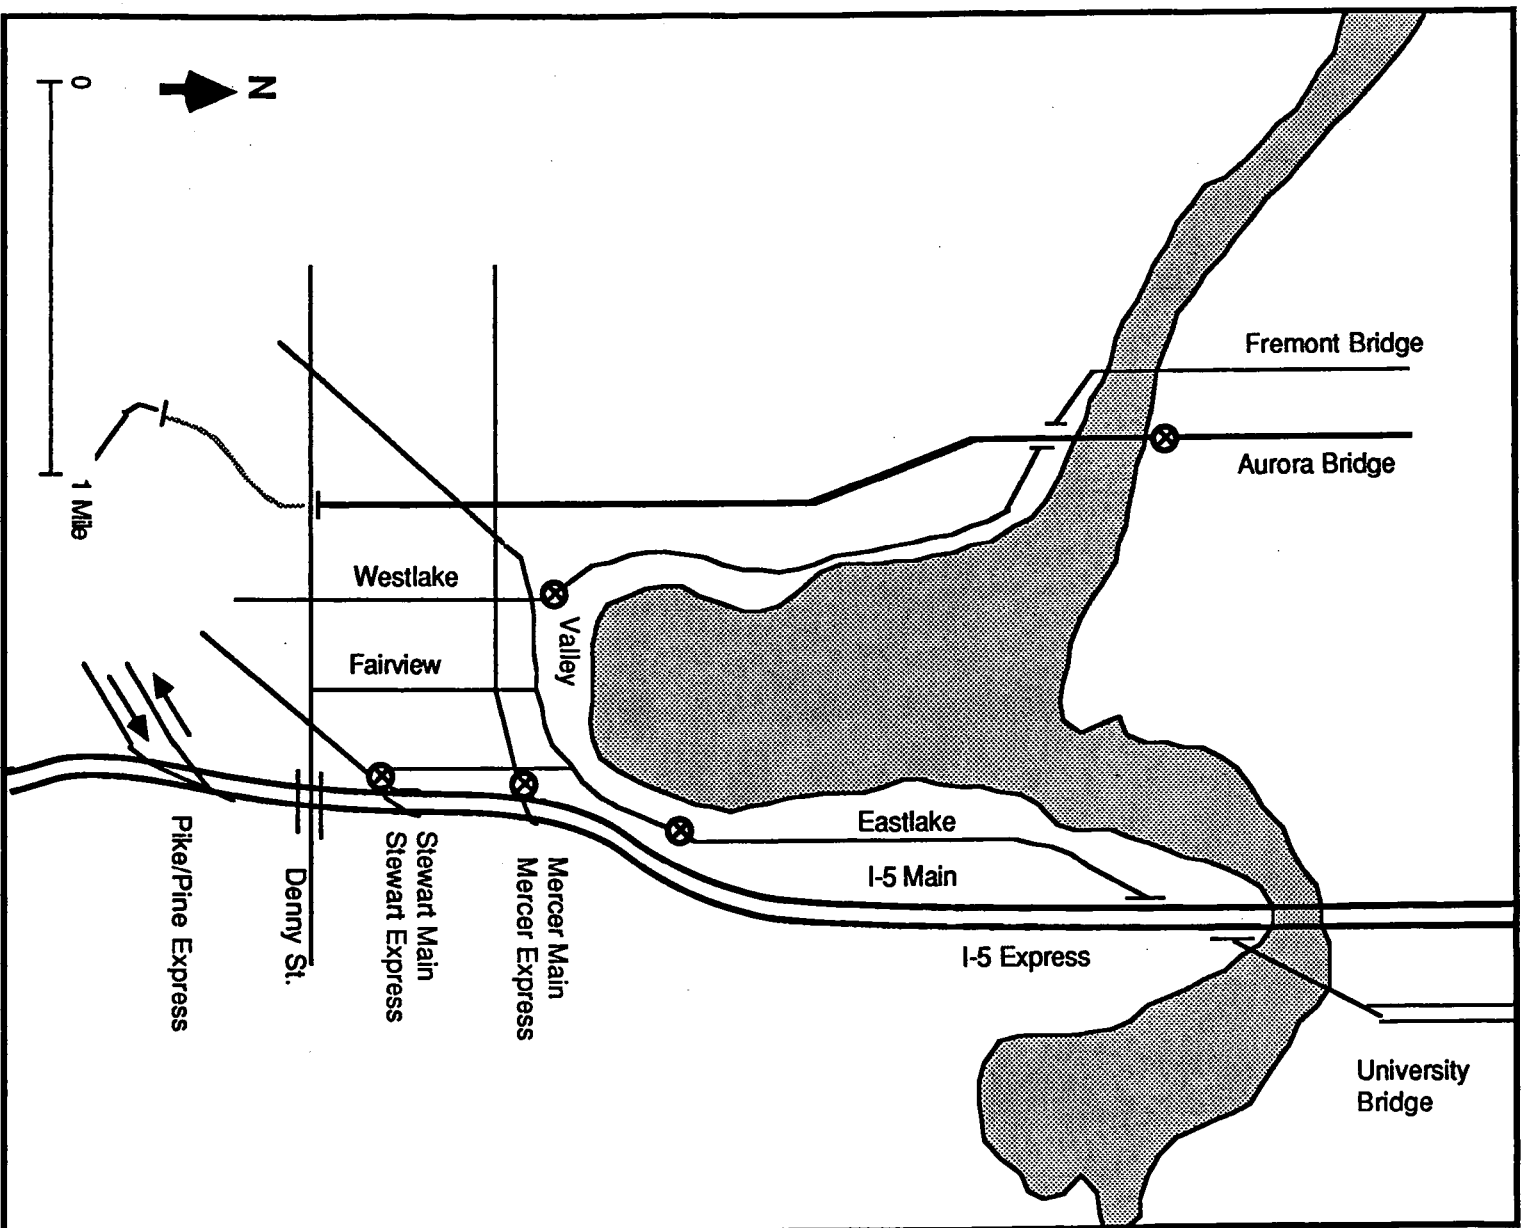 N
0
1 Mile
Fremont Bridge
Aurora Bridge
Westlake
Valley
Fairview
Eastlake
I-5 Main
I-5 Express
Mercer Main
Mercer Express
Stewart Main
Stewart Express
Denny St.
Pike/Pine Express
University
Bridge